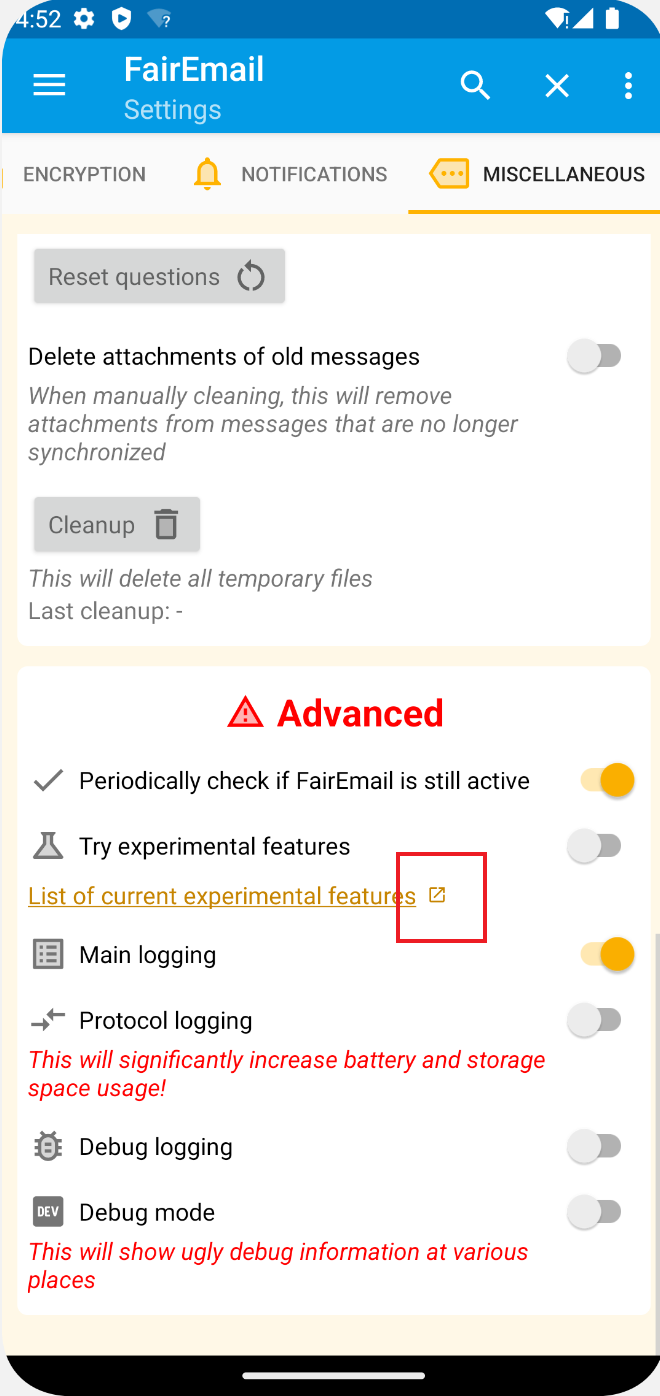 4:52
FairEmail
Settings
ENCRYPTION NOTIFICATIONS MISCELLANEOUS
Reset questions
Delete attachments of old messages
When manually cleaning, this will remove
attachments from messages that are no longer
synchronized
Cleanup
This will delete all temporary files
Last cleanup: -
Advanced
Periodically check if FairEmail is still active
Try experimental features
List of current experimental features
Main logging
Protocol logging
This will significantly increase battery and storage
space usage!
Debug logging
DEV Debug mode
This will show ugly debug information at various
places